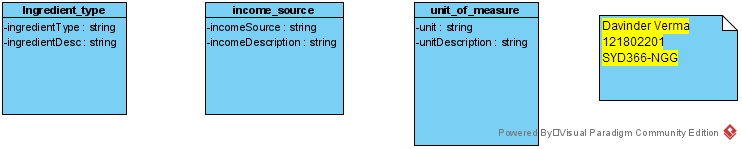 Ingredient_type
-ingredientType : string
-ingredientDesc : string
income_source
-incomeSource : string
-incomeDescription : string
unit_of_measure
-unit : string
-unitDescription : string
Davinder Verma
121802201
SYD366-NGG
Powered By□Visual Paradigm Community Edition